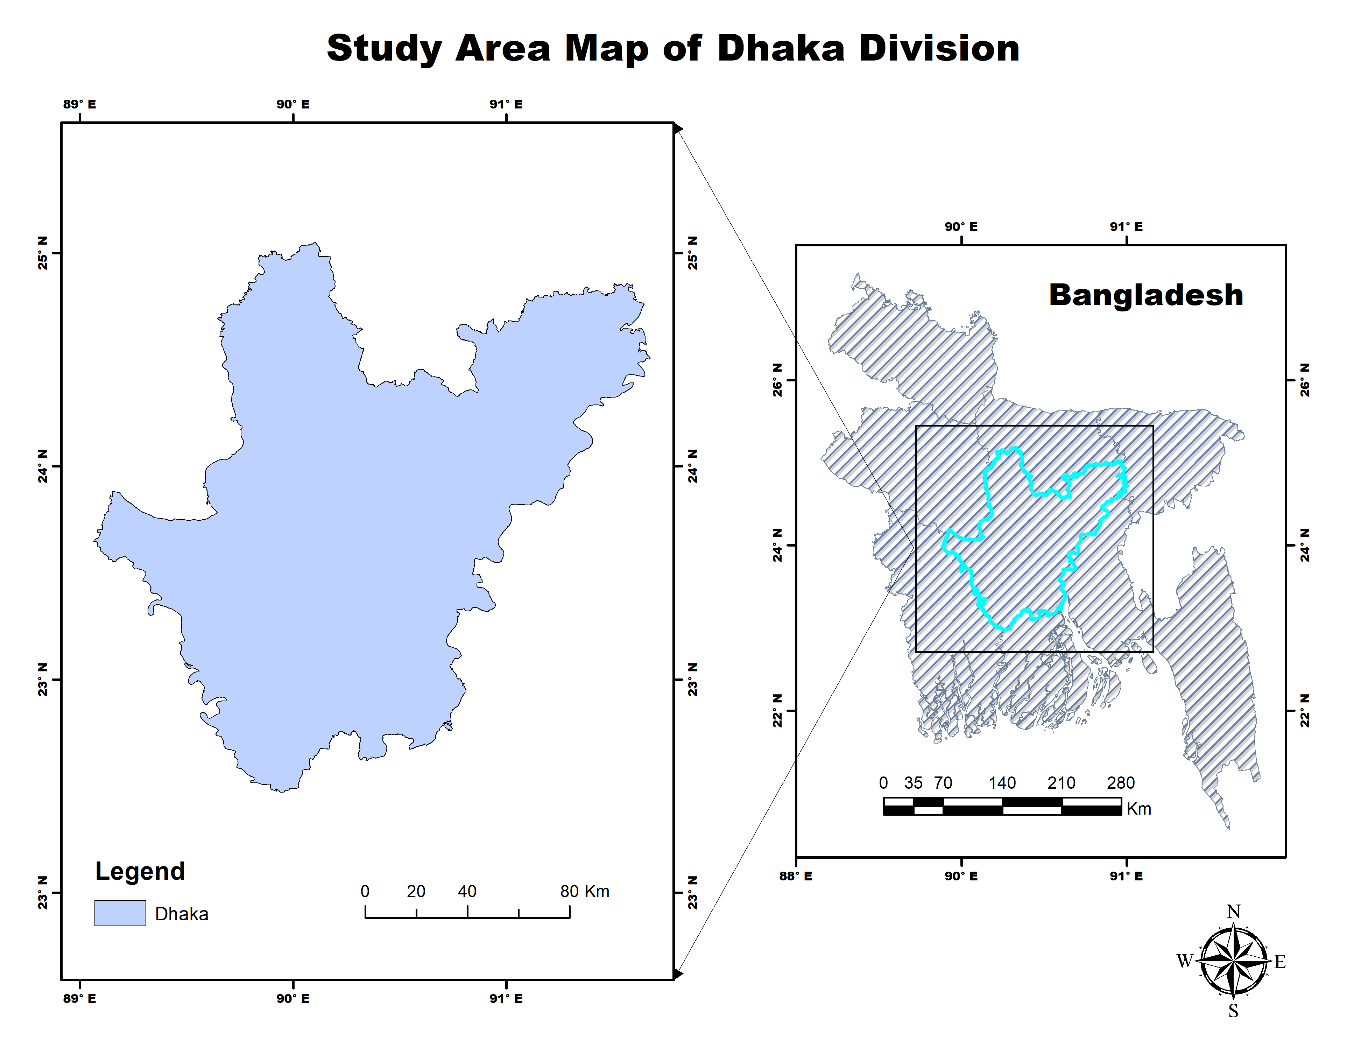 Study Area Map of Dhaka Division
89° E 90° E 91° E
90° E 91° E
25° N 25° N
Bangladesh
26° N 26° N
24° N 24° N
24° N 24° N
23° N 23° N
22° N 22° N
0 35 70 140 210 280
Km
Legend
88° E 90° E 91° E
0 20 40 80 Km
23° N 23° N
Dhaka
N
W E
S
89° E 90° E 91° E